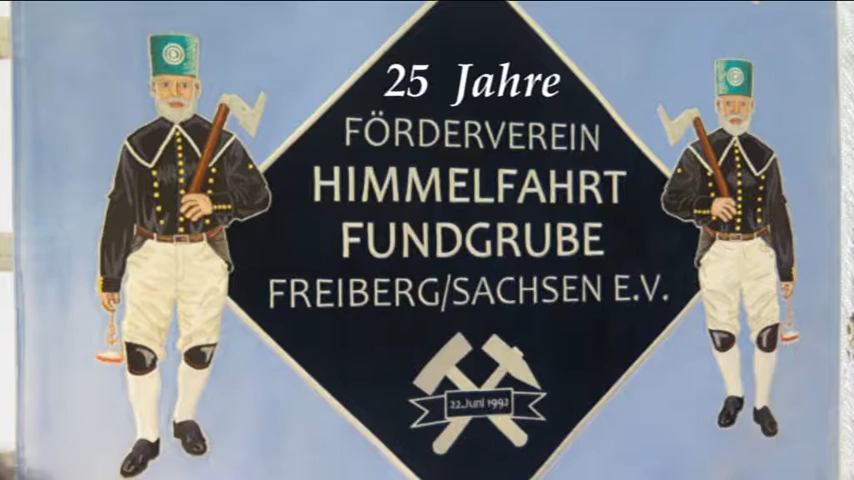 25 Jahre
FÖRDERVEREIN
HIMMELFAHRT
FUNDGRUBE
FREIBERG/SACHSEN E.V.
22.Juni 1992